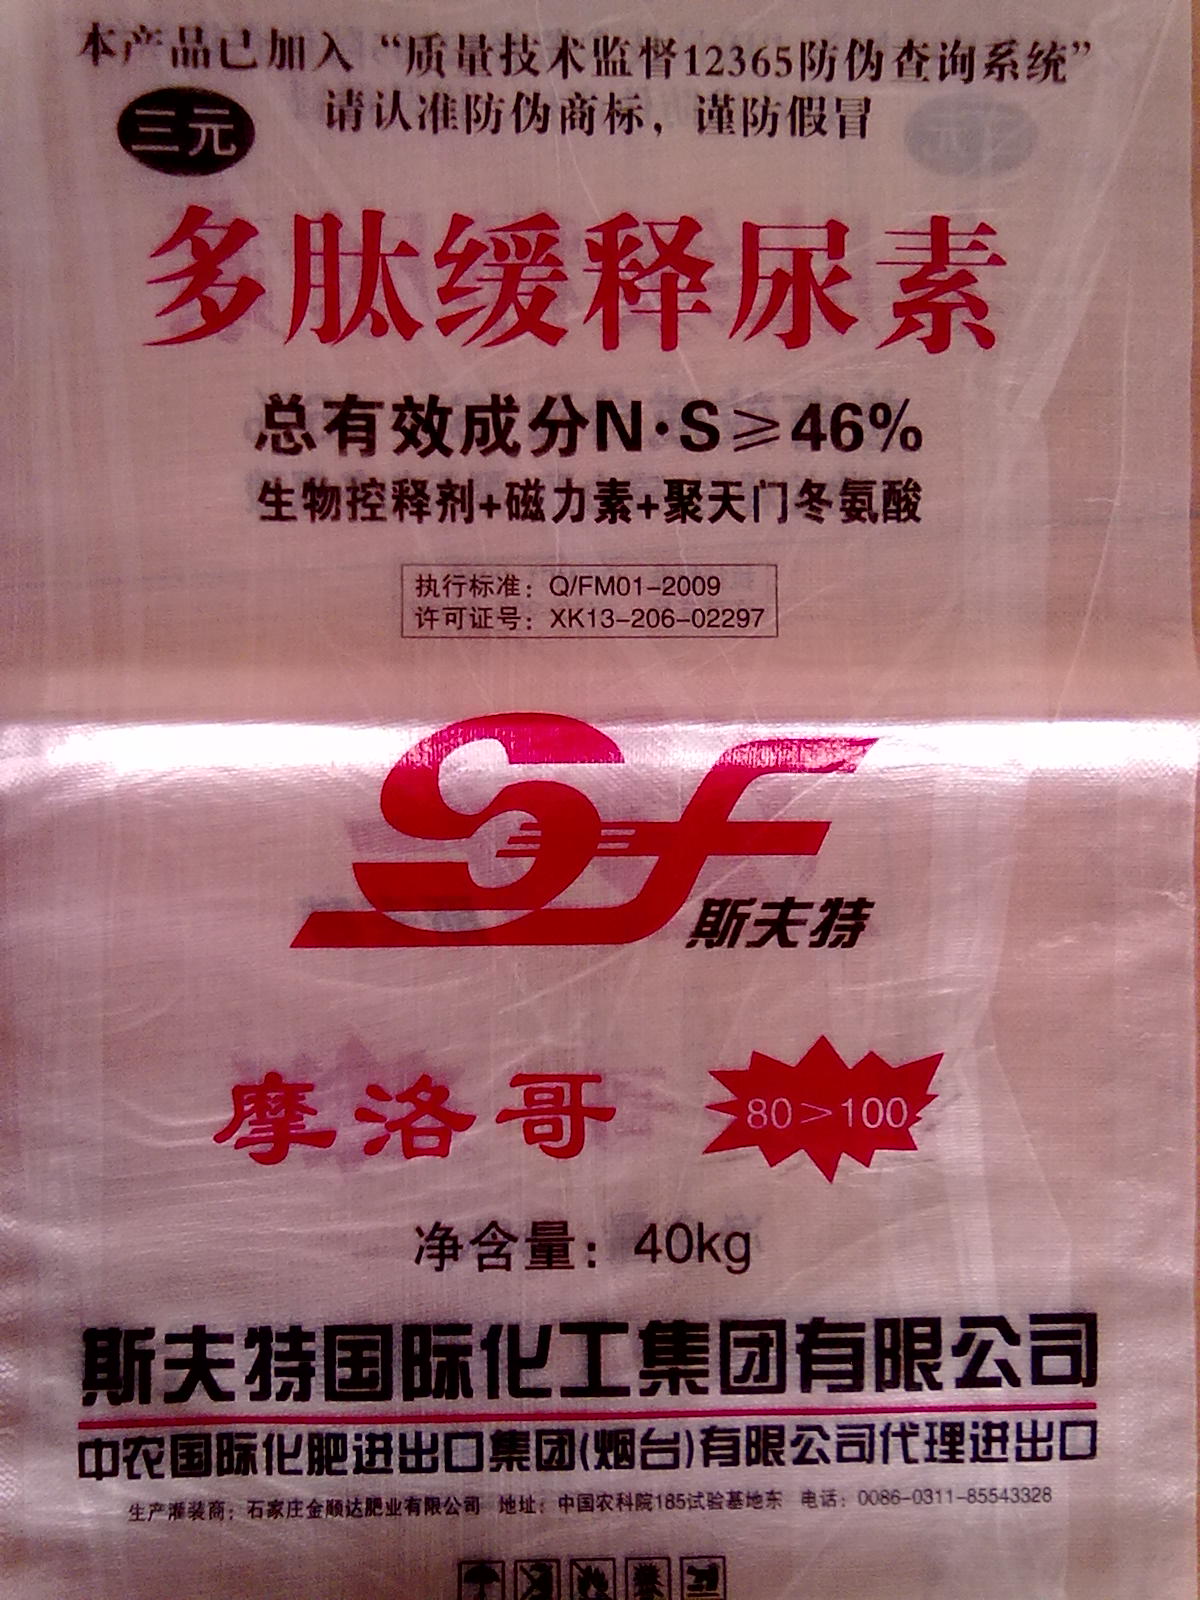 本产品已加入“质量技术监督12365防伪查询系统”
请认准防伪商标，谨防假冒
三元
多肽缓释尿素
总有效成分N·S≥46%
生物控释剂+磁力素+聚天门冬氨酸
执行标准：Q/FM01-2009
许可证号：XK13-206-02297
Sf
斯夫特
摩洛哥
80>100
净含量：40kg
斯夫特国际化工集团有限公司
中农国际化肥进出口集团(烟台)有限公司代理进出口
生产灌装商：石家庄金顺达肥业有限公司 地址：中国农科院185试验基地东 电话：0086-0311-85543328